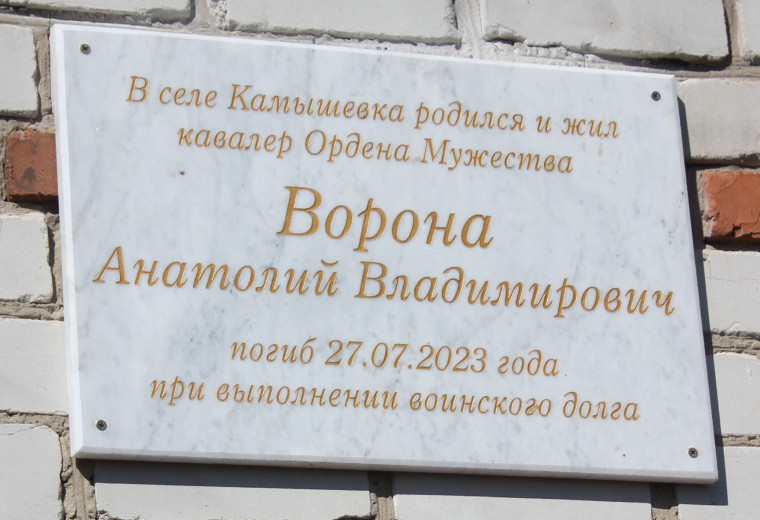 В селе Камышевка родился и жил
кавалер Ордена Мужества
Ворона
Анатолий Владимирович
погиб 27.07.2023 года
при выполнении воинского долга